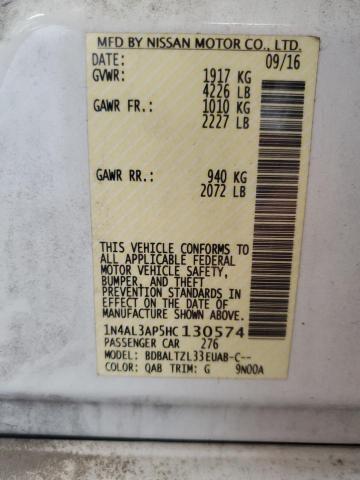 MFD BY NISSAN MOTOR CO., LTD.
DATE: 09/16
GVWR: 1917 KG
4226 LB
GAWR FR.: 1010 KG
2227 LB
GAWR RR.: 940 KG
2072 LB
THIS VEHICLE CONFORMS TO
ALL APPLICABLE FEDERAL
MOTOR VEHICLE SAFETY,
BUMPER, AND THEFT
PREVENTION STANDARDS IN
EFFECT ON THE DATE OF
MANUFACTURE SHOWN ABOVE.
1N4AL3AP5HC130574
PASSENGER CAR 276
MODEL: BDBALTZL33EUAB-C--
COLOR: QAB TRIM: G 9N00A